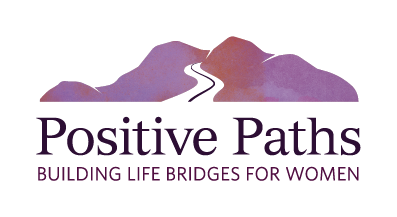 Positive Paths
BUILDING LIFE BRIDGES FOR WOMEN